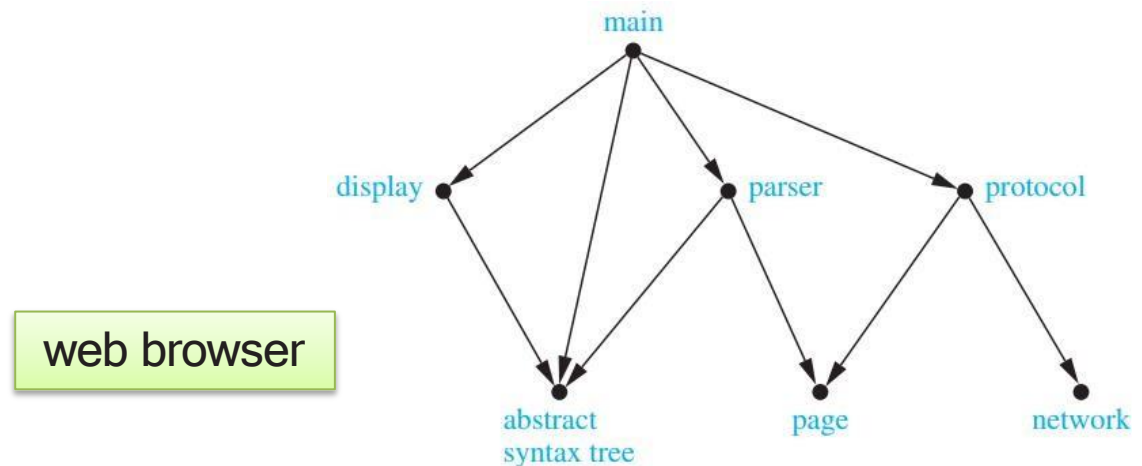 main
display
parser
protocol
web browser
abstract
syntax tree
page
network